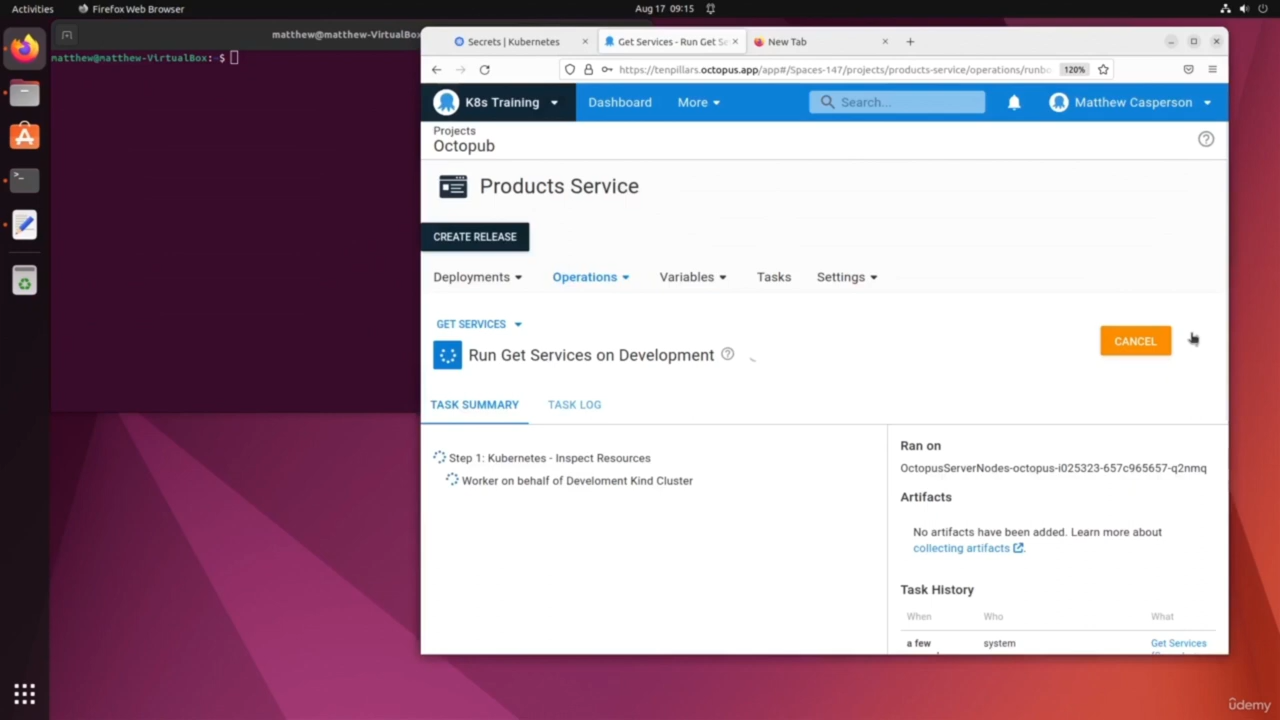 Activities
Firefox Web Browser
Aug 17 09:15
matthew@matthew-VirtualBox
matthew@matthew-VirtualBox:~$
Secrets | Kubernetes
Get Services - Run Get Se
New Tab
https://tenpillars.octopus.app/app#/Spaces-147/projects/products-service/operations/runbo
120%
K8s Training
Dashboard
More
Search...
Matthew Casperson
Projects
Octopub
Products Service
CREATE RELEASE
Deployments
Operations
Variables
Tasks
Settings
GET SERVICES
Run Get Services on Development
CANCEL
TASK SUMMARY
TASK LOG
Step 1: Kubernetes - Inspect Resources
Worker on behalf of Develoment Kind Cluster
Ran on
OctopusServerNodes-octopus-i025323-657c965657-q2nmq
Artifacts
No artifacts have been added. Learn more about
collecting artifacts.
Task History
When Who What
a few system Get Services
ûdemy